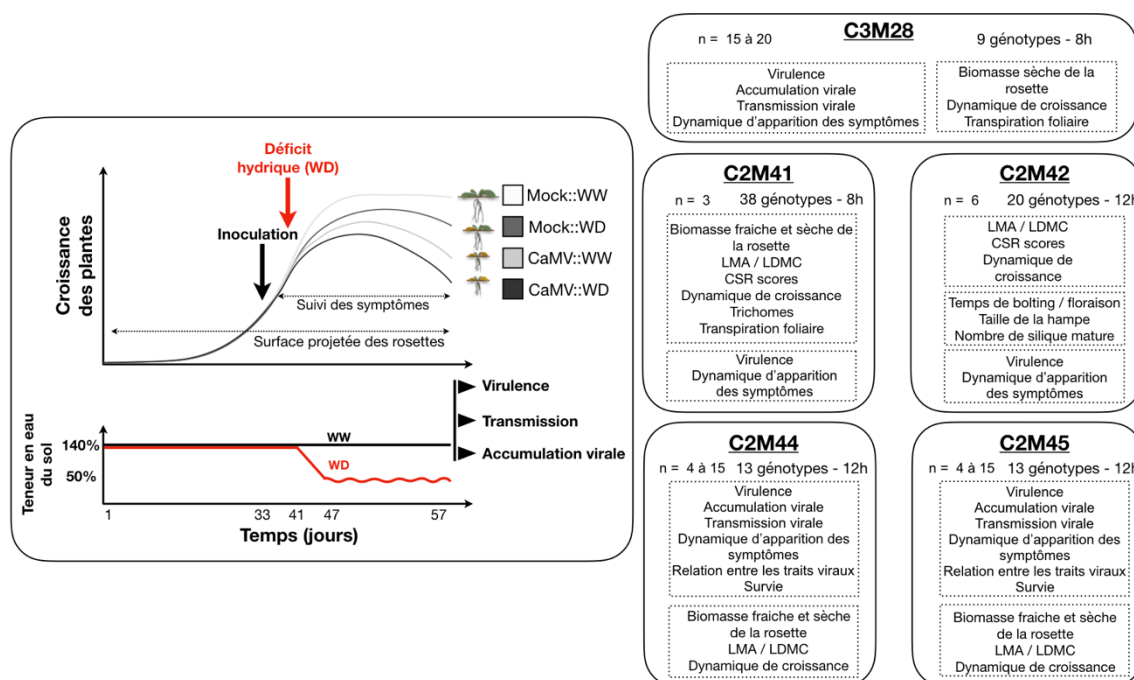 Croissance
des plantes
Déficit
hydrique (WD)
Inoculation
Mock::WW
Mock::WD
CaMV::WW
CaMV::WD
Suivi des symptômes
Surface projetée des rosettes
Teneur en eau
du sol
140%
50%
WW
WD
Virulence
Transmission
Accumulation virale
1
33
41
47
57
Temps (jours)
C3M28
n = 15 à 20
9 génotypes - 8h
Virulence
Accumulation virale
Transmission virale
Dynamique d'apparition des symptômes
Biomasse sèche de la
rosette
Dynamique de croissance
Transpiration foliaire
C2M41
n = 3
38 génotypes - 8h
Biomasse fraiche et sèche de
la rosette
LMA / LDMC
CSR scores
Dynamique de croissance
Trichomes
Transpiration foliaire
Virulence
Dynamique d'apparition
des symptômes
C2M42
n = 6
20 génotypes - 12h
LMA / LDMC
CSR scores
Dynamique de
croissance
Temps de bolting / floraison
Taille de la hampe
Nombre de silique mature
Virulence
Dynamique d'apparition
des symptômes
C2M44
n = 4 à 15
13 génotypes - 12h
Virulence
Accumulation virale
Transmission virale
Dynamique d'apparition des
symptômes
Relation entre les traits viraux
Survie
Biomasse fraiche et sèche
de la rosette
LMA / LDMC
Dynamique de croissance
C2M45
n = 4 à 15
13 génotypes - 12h
Virulence
Accumulation virale
Transmission virale
Dynamique d'apparition des
symptômes
Relation entre les traits viraux
Survie
Biomasse fraiche et sèche
de la rosette
LMA / LDMC
Dynamique de croissance